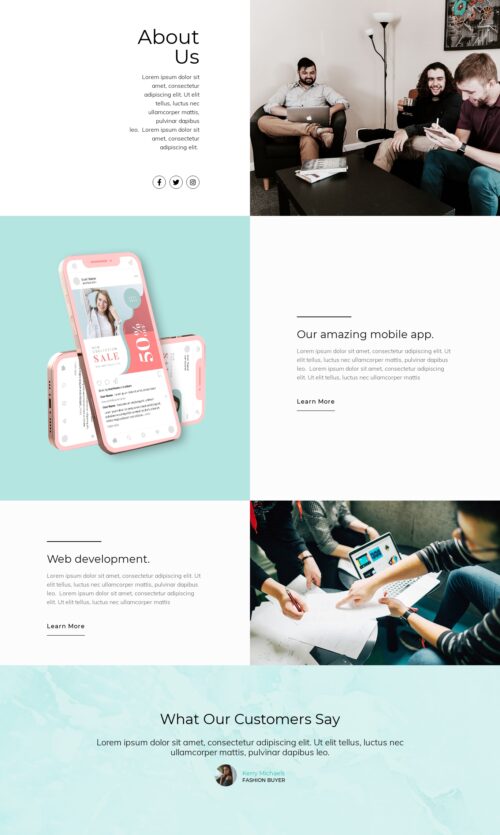 About
Us
Lorem ipsum dolor sit
amet, consectetur
adipiscing elit. Ut elit
tellus, luctus nec
ullamcorper mattis,
pulvinar dapibus
leo. Lorem ipsum dolor sit
amet, consectetur
adipiscing elit.
SALE
50%
Our amazing mobile app.
Lorem ipsum dolor sit amet, consectetur adipiscing elit. Ut
elit tellus, luctus nec ullamcorper mattis, pulvinar dapibus
leo. Lorem ipsum dolor sit amet, consectetur adipiscing
elit. Ut elit tellus, luctus nec ullamcorper mattis
Learn More
Web development.
Lorem ipsum dolor sit amet, consectetur adipiscing elit. Ut
elit tellus, luctus nec ullamcorper mattis, pulvinar dapibus
leo. Lorem ipsum dolor sit amet, consectetur adipiscing
elit. Ut elit tellus, luctus nec ullamcorper mattis
Learn More
What Our Customers Say
Lorem ipsum dolor sit amet, consectetur adipiscing elit. Ut elit tellus, luctus nec
ullamcorper mattis, pulvinar dapibus leo.
Kerry Michaels
FASHION BUYER